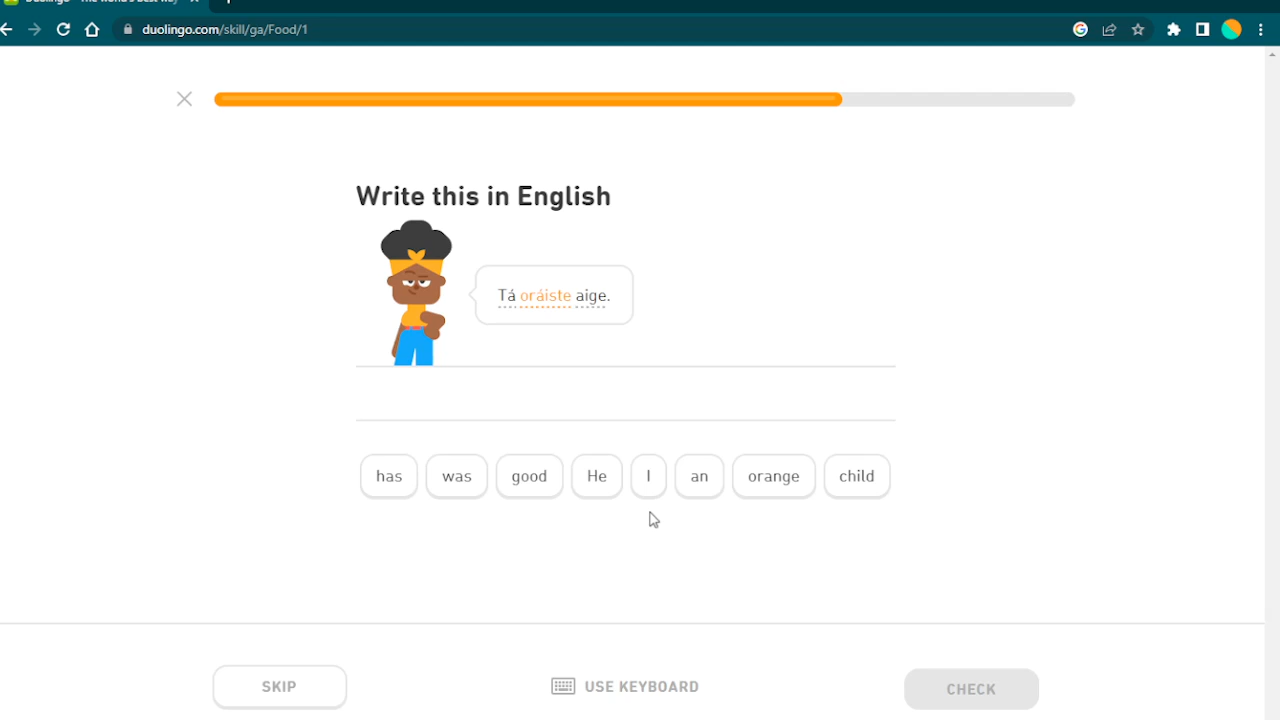 duolingo.com/skill/ga/Food/1
Write this in English
Tá oráiste aige.
has was good He I an orange child
SKIP USE KEYBOARD CHECK